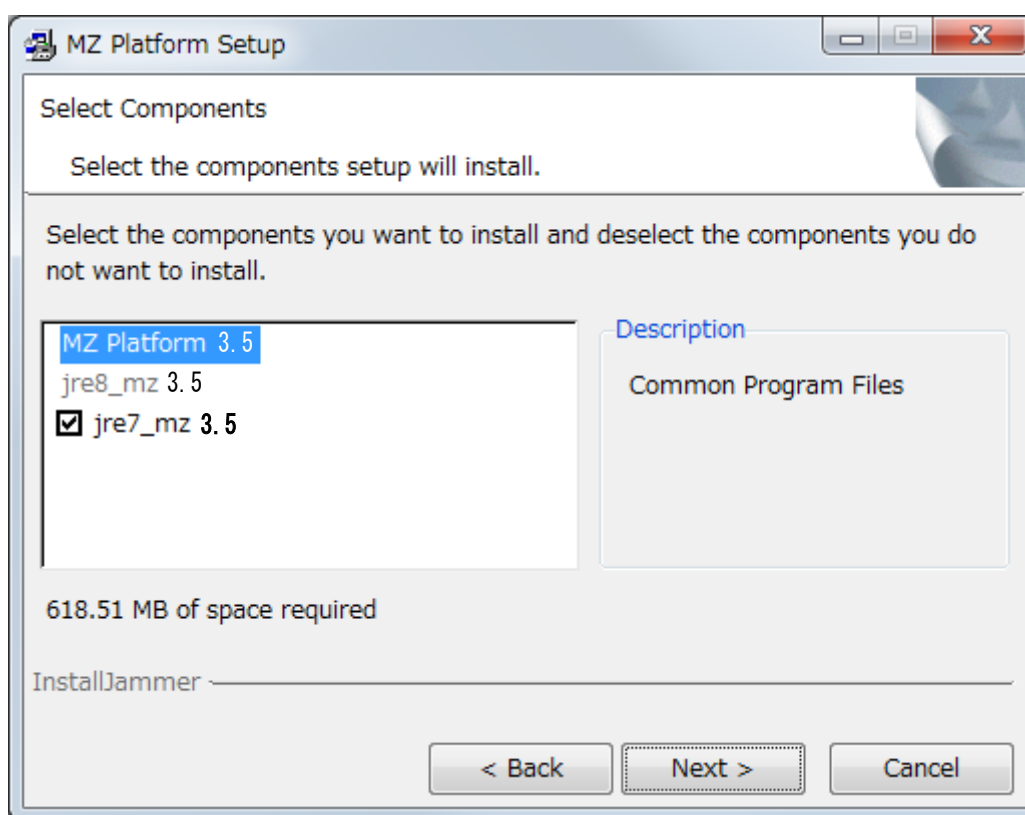 MZ Platform Setup
Select Components
Select the components setup will install.
Select the components you want to install and deselect the components you do
not want to install.
MZ Platform 3.5
jre8_mz 3.5
jre7_mz 3.5
Description
Common Program Files
618.51 MB of space required
InstallJammer
< Back
Next >
Cancel